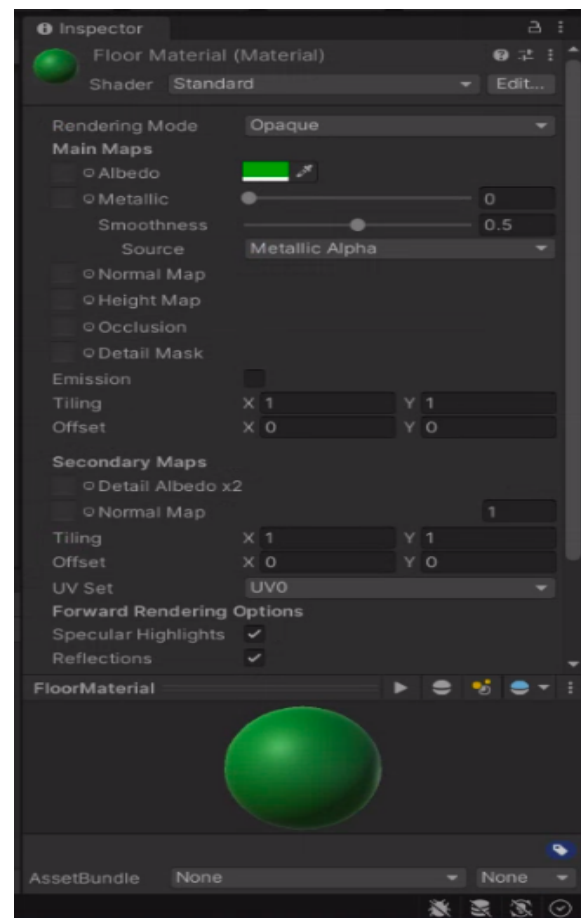 Inspector
Floor Material (Material)
Shader Standard Edit...
Rendering Mode Opaque
Main Maps
Albedo
Metallic 0
Smoothness 0.5
Source Metallic Alpha
Normal Map
Height Map
Occlusion
Detail Mask
Emission
Tiling X 1 Y 1
Offset X 0 Y 0
Secondary Maps
Detail Albedo x2
Normal Map 1
Tiling X 1 Y 1
Offset X 0 Y 0
UV Set UV0
Forward Rendering Options
Specular Highlights
Reflections
FloorMaterial
AssetBundle None None